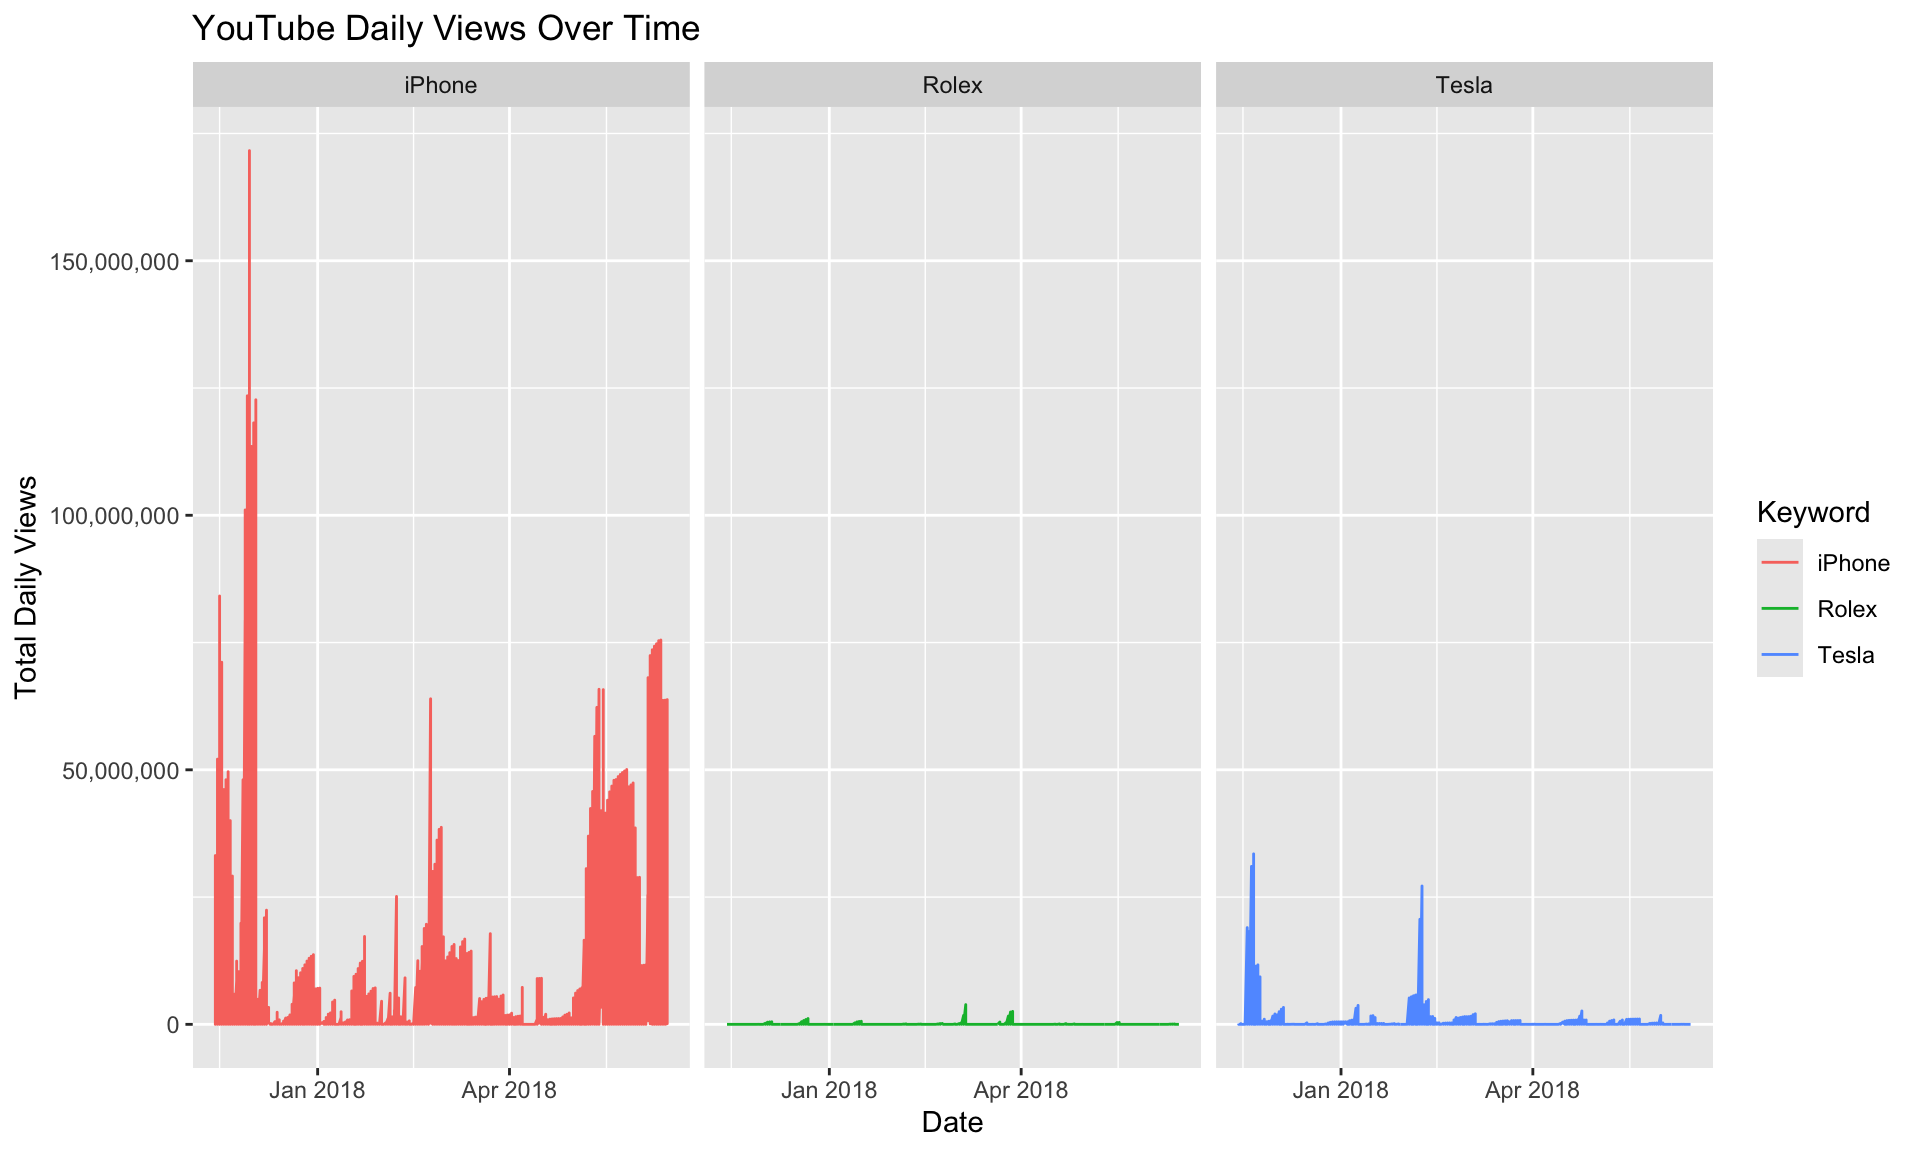 YouTube Daily Views Over Time
iPhone
Rolex
Tesla
Total Daily Views
150,000,000
100,000,000
50,000,000
0
Jan 2018
Apr 2018
Jan 2018
Apr 2018
Jan 2018
Apr 2018
Date
Keyword
iPhone
Rolex
Tesla